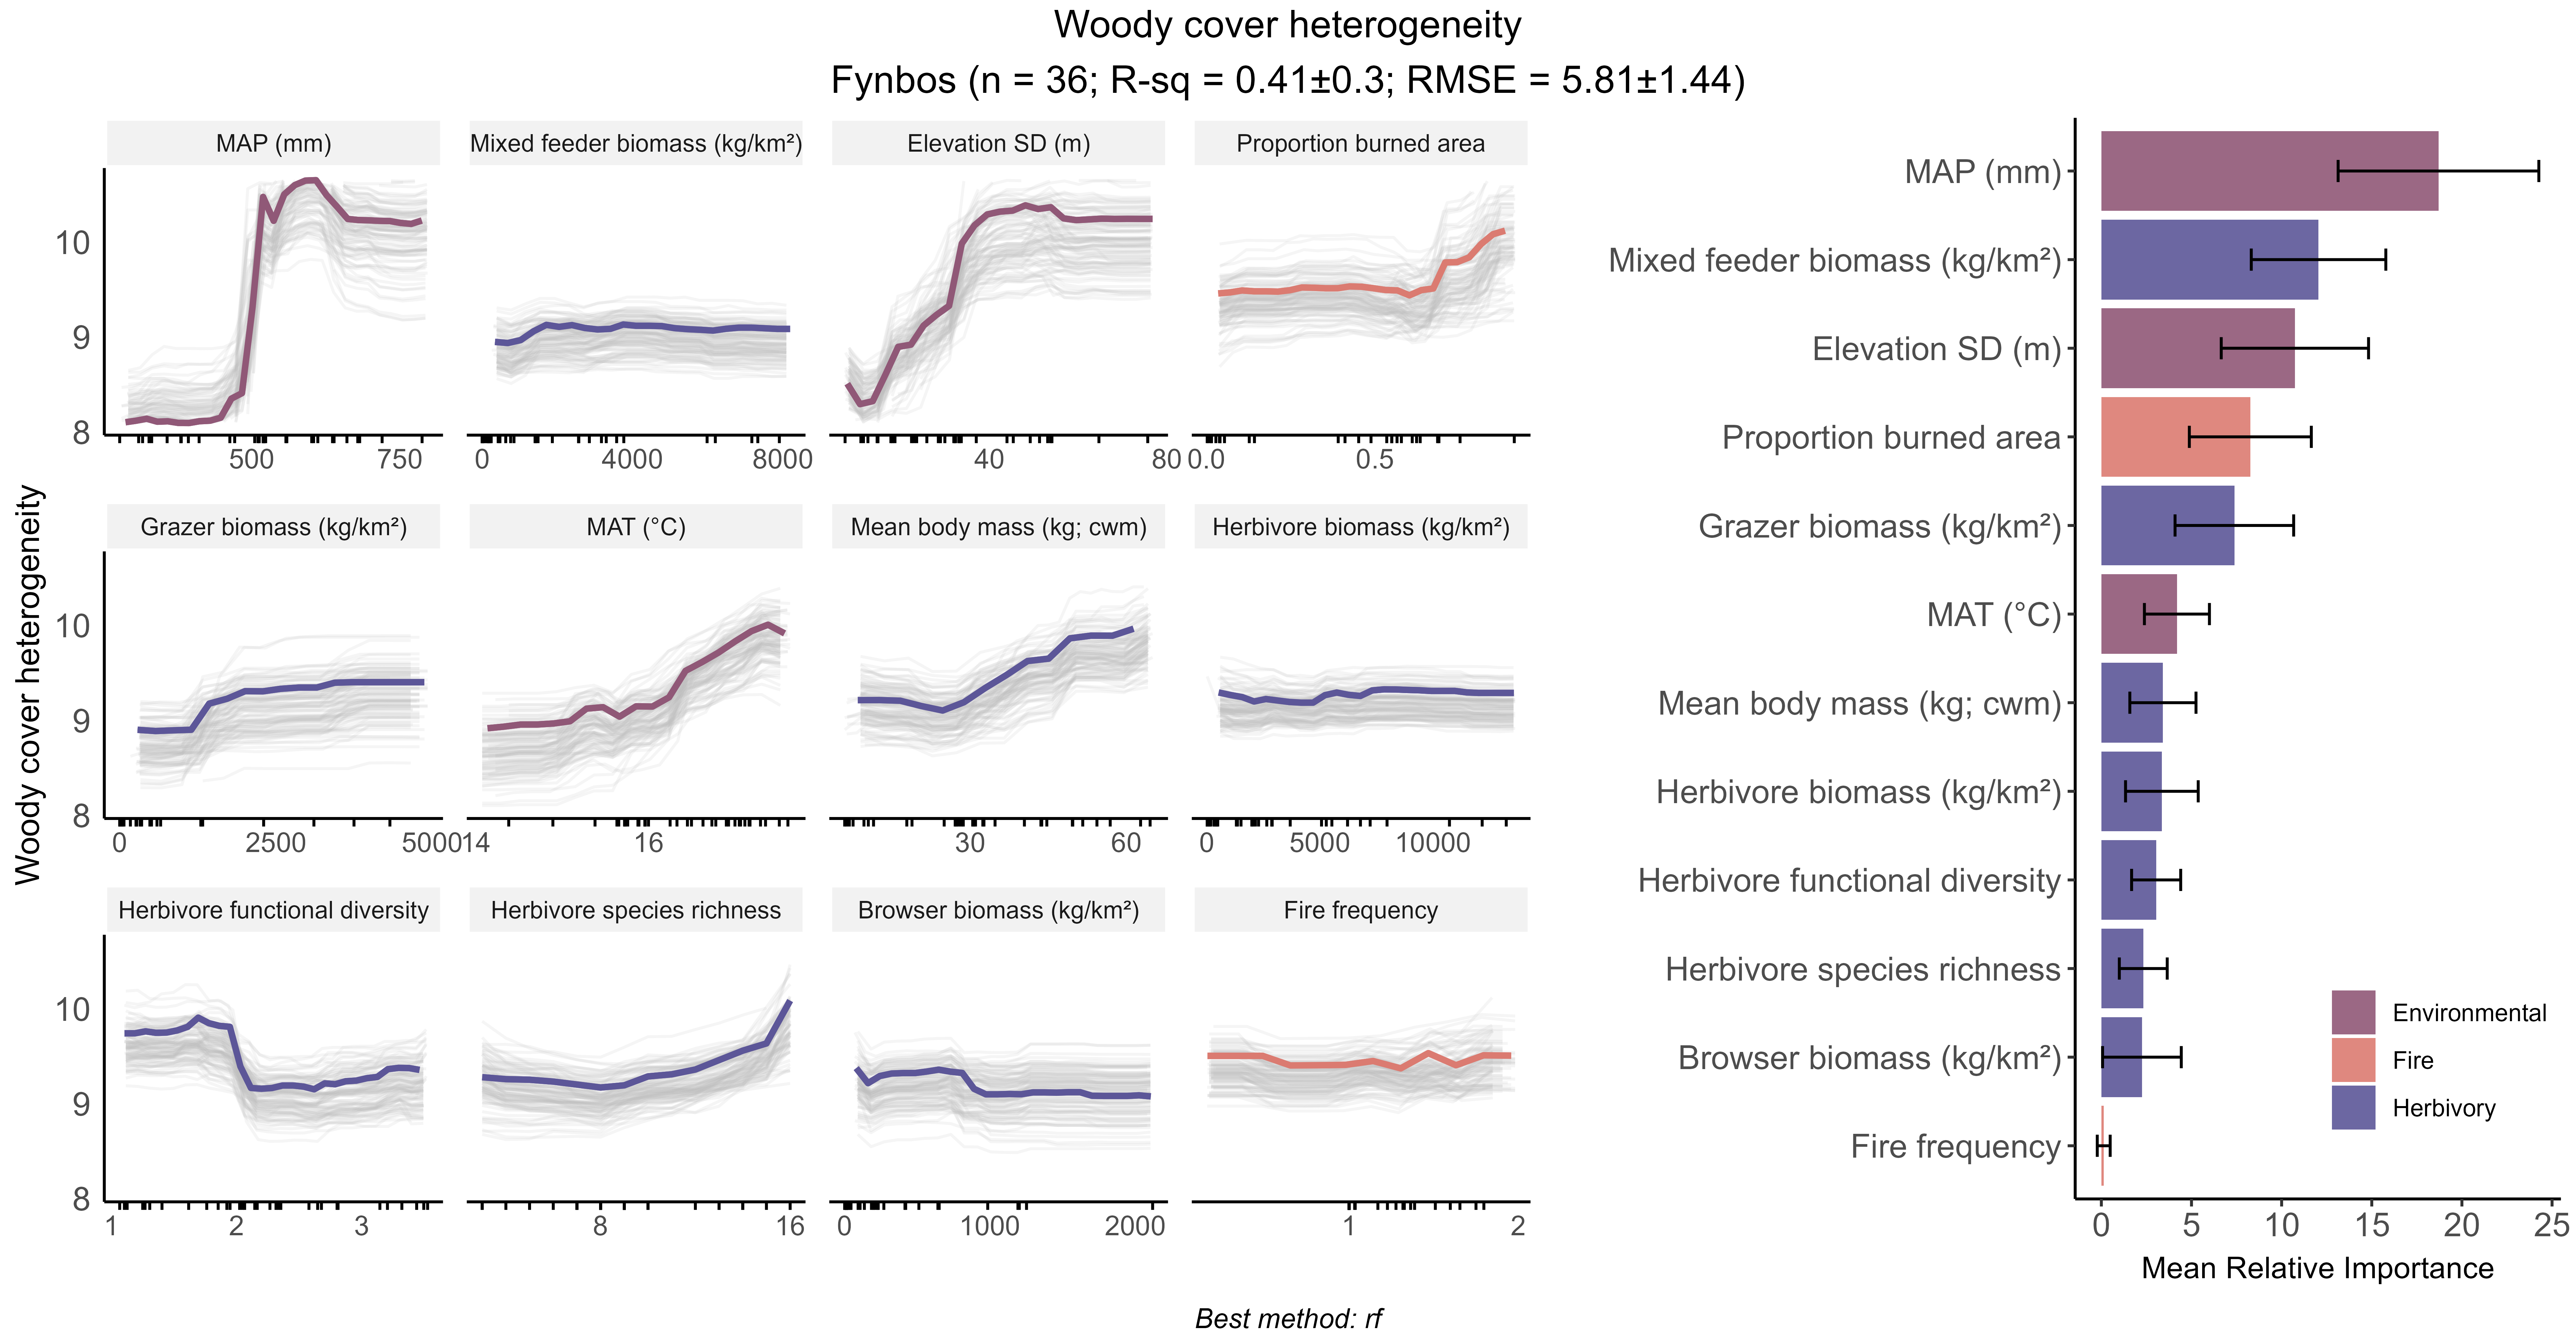 Woody cover heterogeneity
Fynbos (n = 36; R-sq = 0.41±0.3; RMSE = 5.81±1.44)
Woody cover heterogeneity
MAP (mm)
Mixed feeder biomass (kg/km²)
Elevation SD (m)
Proportion burned area
10
9
8
500 750
0 4000 8000
40 80
0.0 0.5
Grazer biomass (kg/km²)
MAT (°C)
Mean body mass (kg; cwm)
Herbivore biomass (kg/km²)
10
9
8
0 2500 5000
14 16
30 60
0 5000 10000
Herbivore functional diversity
Herbivore species richness
Browser biomass (kg/km²)
Fire frequency
10
9
8
1 2 3
8 16
0 1000 2000
1 2
Best method: rf
MAP (mm)
Mixed feeder biomass (kg/km²)
Elevation SD (m)
Proportion burned area
Grazer biomass (kg/km²)
MAT (°C)
Mean body mass (kg; cwm)
Herbivore biomass (kg/km²)
Herbivore functional diversity
Herbivore species richness
Browser biomass (kg/km²)
Fire frequency
0 5 10 15 20 25
Mean Relative Importance
Environmental
Fire
Herbivory